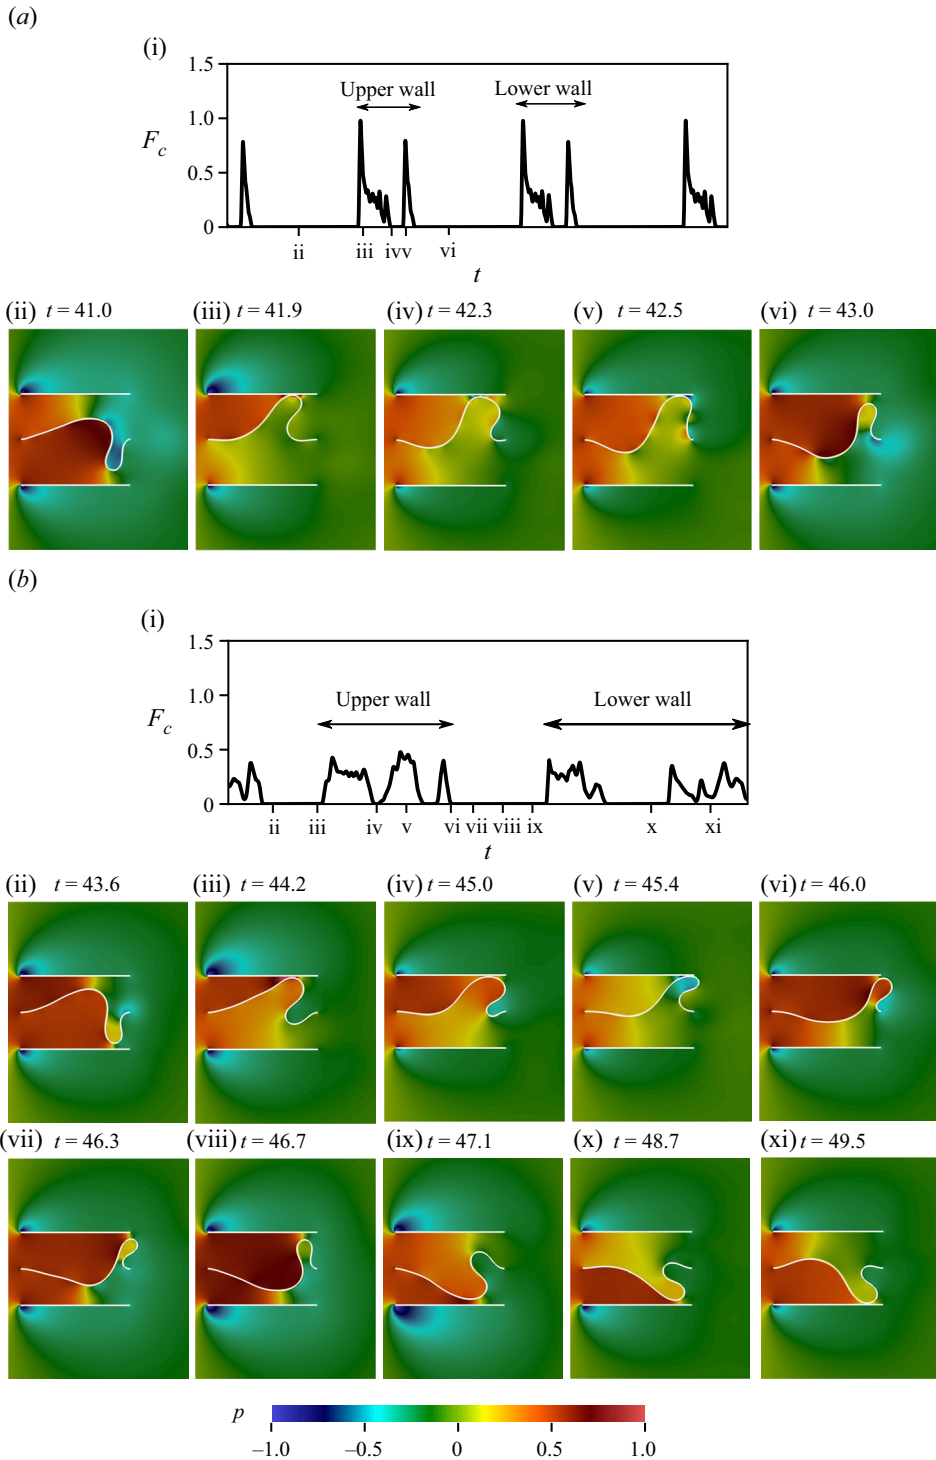 (a)
(i)
1.5
1.0
0.5
0
F_c
Upper wall
Lower wall
ii iii iv v vi
t
(ii) t = 41.0 (iii) t = 41.9 (iv) t = 42.3 (v) t = 42.5 (vi) t = 43.0
(b)
(i)
1.5
1.0
0.5
0
F_c
Upper wall
Lower wall
ii iii iv v vi vii viii ix x xi
t
(ii) t = 43.6 (iii) t = 44.2 (iv) t = 45.0 (v) t = 45.4 (vi) t = 46.0
(vii) t = 46.3 (viii) t = 46.7 (ix) t = 47.1 (x) t = 48.7 (xi) t = 49.5
p
–1.0 –0.5 0 0.5 1.0